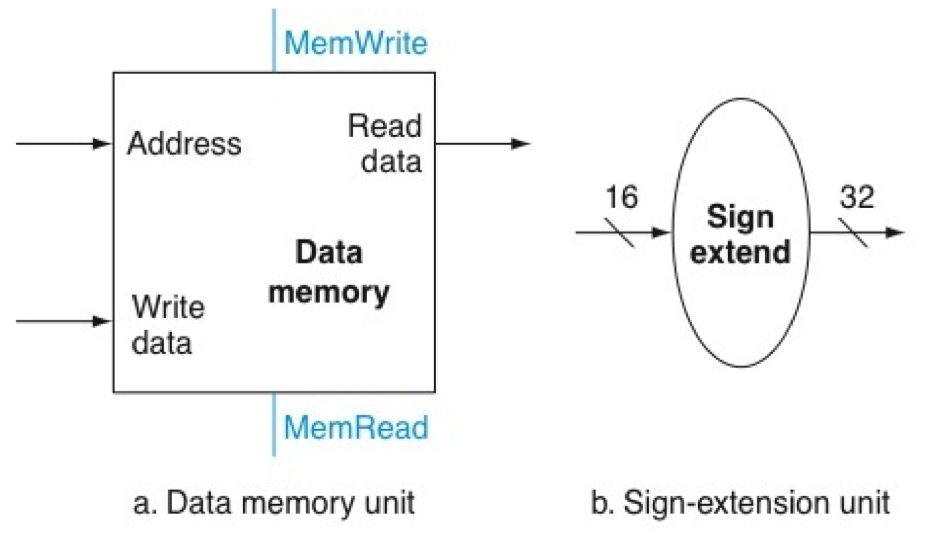 MemWrite
Address
Read
data
Data
memory
Write
data
MemRead
16
Sign
extend
32
a. Data memory unit
b. Sign-extension unit